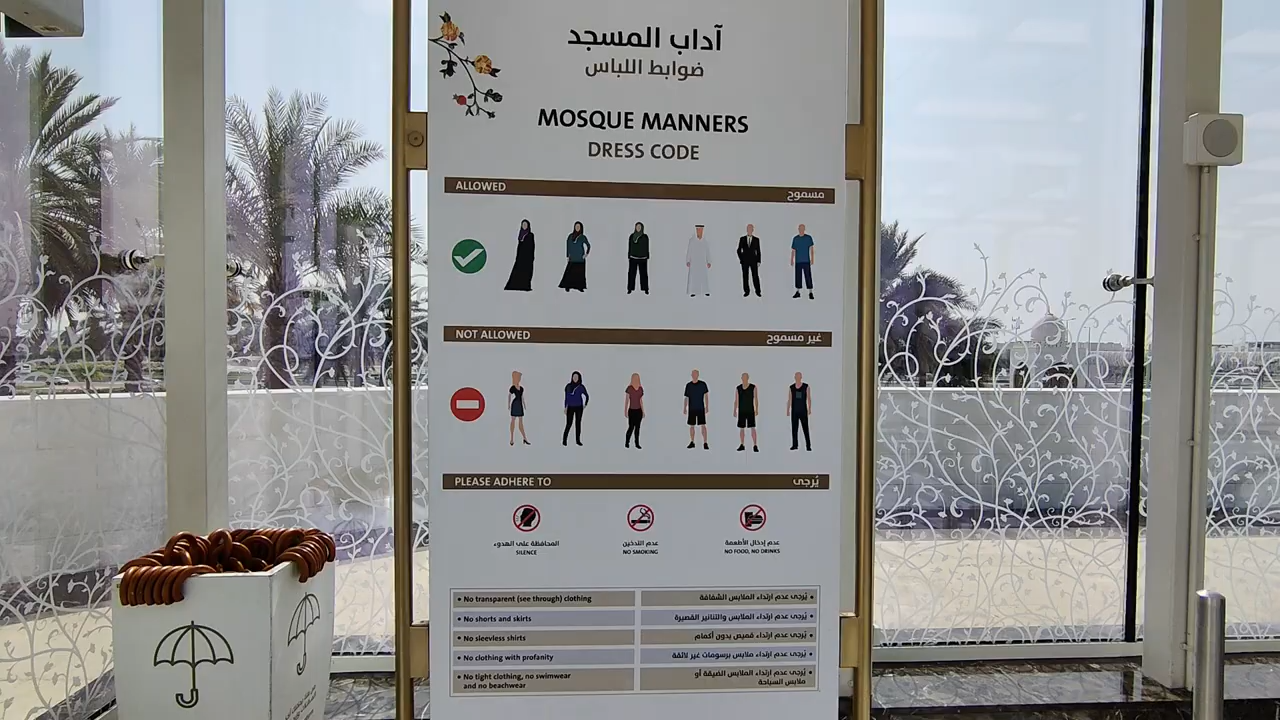 آداب المسجد
ضوابط اللباس
MOSQUE MANNERS
DRESS CODE
ALLOWED مسموح
NOT ALLOWED غير مسموح
PLEASE ADHERE TO يُرجى
المحافظة على الهدوء
SILENCE
عدم التدخين
NO SMOKING
عدم إدخال الأطعمة
NO FOOD, NO DRINKS
• No transparent (see through) clothing
• يُرجى عدم ارتداء الملابس الشفافة
• No shorts and skirts
• يُرجى عدم ارتداء الملابس والتنانير القصيرة
• No sleeveless shirts
• يُرجى عدم ارتداء قميص بدون أكمام
• No clothing with profanity
• يُرجى عدم ارتداء ملابس برسومات غير لائقة
• No tight clothing, no swimwear
and no beachwear
• يُرجى عدم ارتداء الملابس الضيقة أو
ملابس السباحة